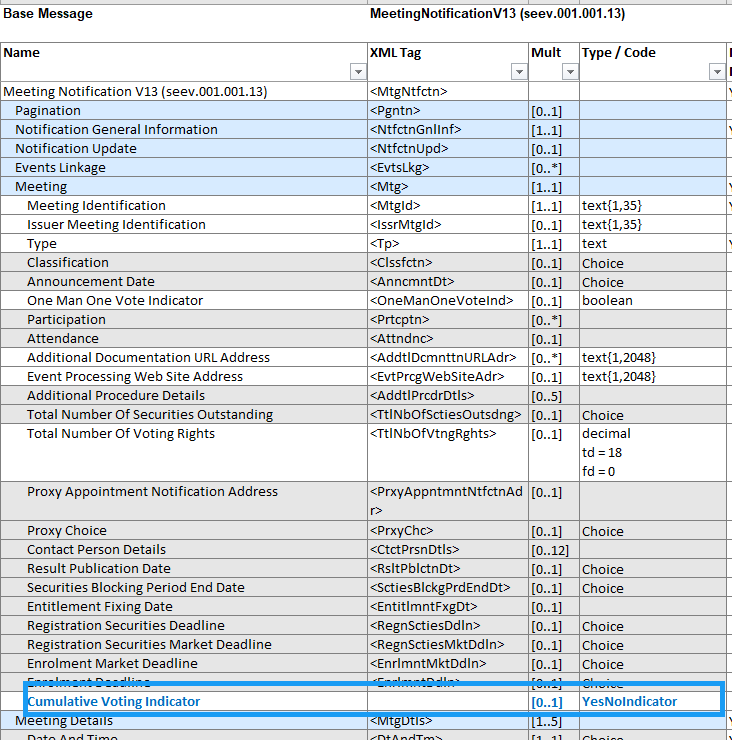 Base Message MeetingNotificationV13 (seev.001.001.13)
Name XML Tag Mult Type / Code
Meeting Notification V13 (seev.001.001.13) <MtgNtfctn>
Pagination <Pgntn> [0..1]
Notification General Information <NtfctnGnlInf> [1..1]
Notification Update <NtfctnUpd> [0..1]
Events Linkage <EvtsLkg> [0..*]
Meeting <Mtg> [1..1]
Meeting Identification <MtgId> [1..1] text{1,35}
Issuer Meeting Identification <IssrMtgId> [0..1] text{1,35}
Type <Tp> [1..1] text
Classification <Clssfctn> [0..1] Choice
Announcement Date <AnncmntDt> [0..1] Choice
One Man One Vote Indicator <OneManOneVoteInd> [0..1] boolean
Participation <Prtcptn> [0..*]
Attendance <Attndnc> [0..1]
Additional Documentation URL Address <AddtlDcmnttnURLAdr> [0..*] text{1,2048}
Event Processing Web Site Address <EvtPrcgWebSiteAdr> [0..1] text{1,2048}
Additional Procedure Details <AddtlPrcdrDtls> [0..5]
Total Number Of Securities Outstanding <TtlNbOfSctiesOutsdng> [0..1] Choice
Total Number Of Voting Rights <TtlNbOfVtngRghts> [0..1] decimal
td = 18
fd = 0
Proxy Appointment Notification Address <PrxyAppntmntNtfctnAd [0..1]
r>
Proxy Choice <PrxyChc> [0..1] Choice
Contact Person Details <CtctPrsnDtls> [0..12]
Result Publication Date <RsltPblctnDt> [0..1] Choice
Securities Blocking Period End Date <SctiesBlckgPrdEndDt> [0..1] Choice
Entitlement Fixing Date <EntitlmntFxgDt> [0..1]
Registration Securities Deadline <RegnSctiesDdln> [0..1] Choice
Registration Securities Market Deadline <RegnSctiesMktDdln> [0..1] Choice
Enrolment Market Deadline <EnrlmntMktDdln> [0..1] Choice
Enrolment Deadline <EnrlmntDdln> [0..1] Choice
Cumulative Voting Indicator [0..1] YesNoIndicator
Meeting Details <MtgDtls> [1..5]
Date And Time <DtAndTm> [1..1] Choice